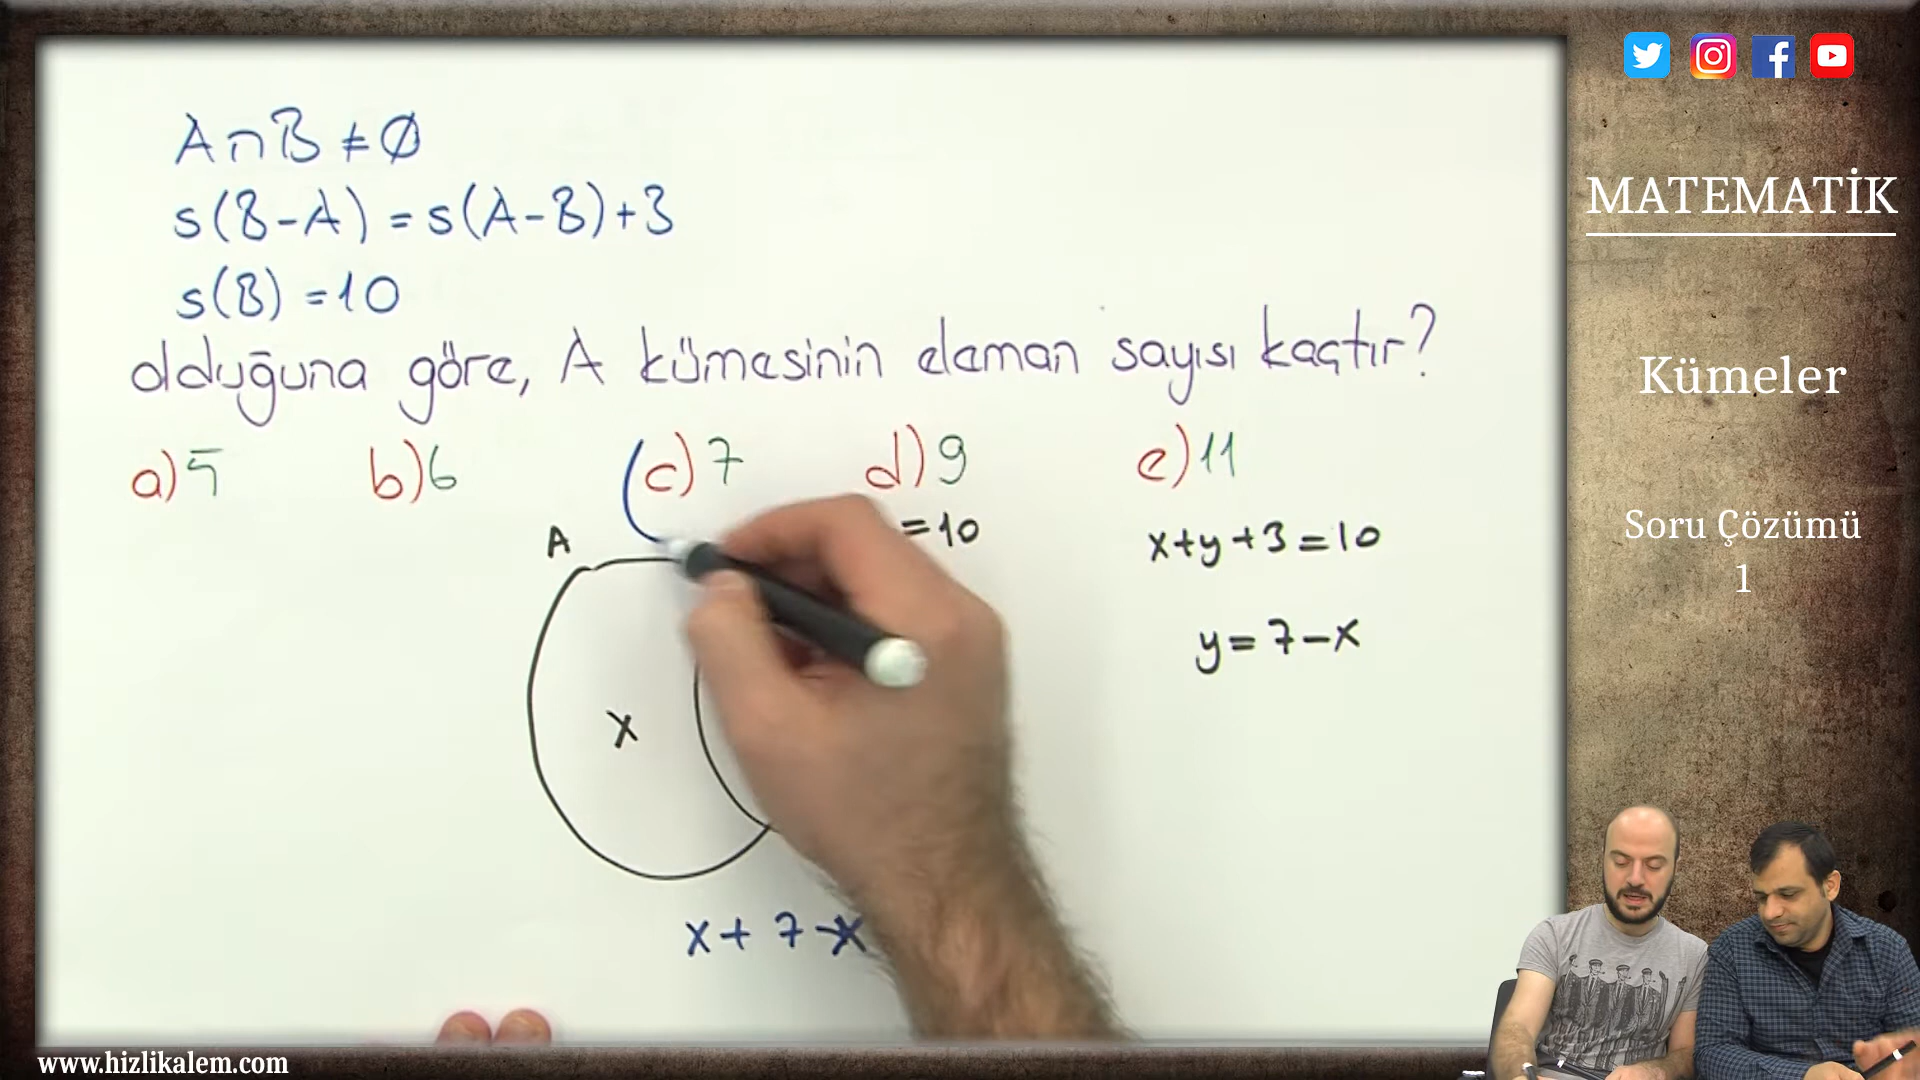 A∩B≠∅
s(B-A)=s(A-B)+3
s(B)=10
olduğuna göre, A kümesinin eleman sayısı kaçtır?
a)5 b)6 c)7 d)9 e)11
A
=10
x+y+3=10
y=7-x
x
x+7-x
MATEMATİK
Kümeler
Soru Çözümü
1
www.hizlikalem.com